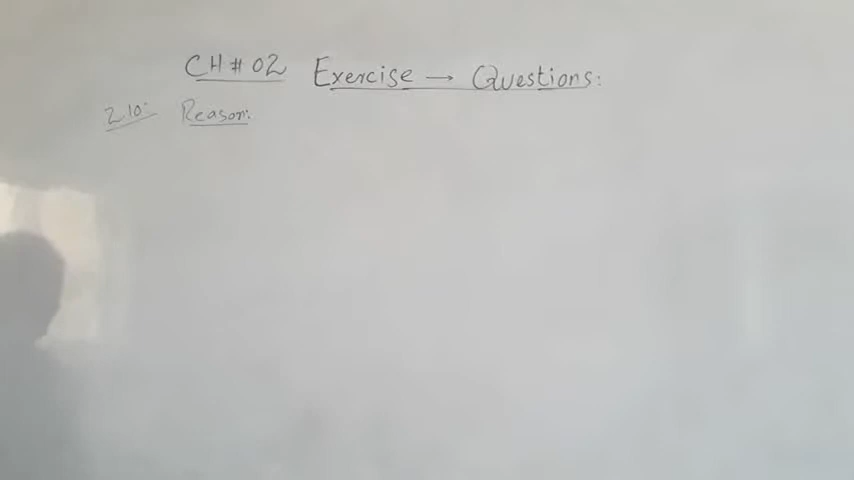 CH # 02 Exercise → Questions:
2.10: Reason: